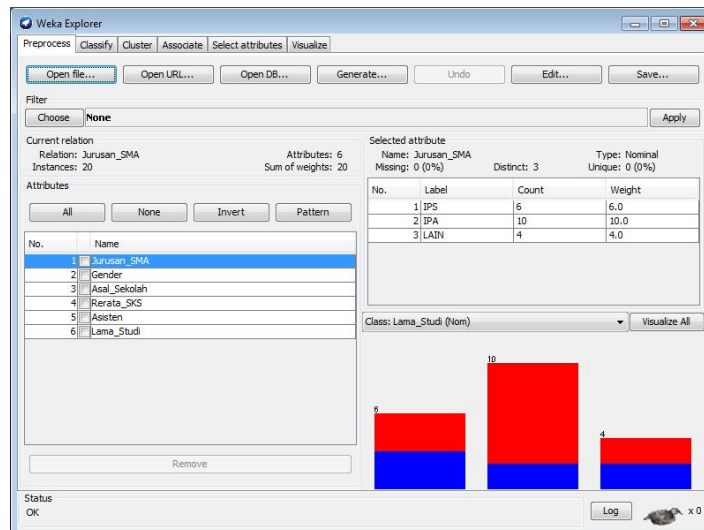 Weka Explorer
Preprocess Classify Cluster Associate Select attributes Visualize
Open file... Open URL... Open DB... Generate... Undo Edit... Save...
Filter
Choose None Apply
Current relation
Relation: Jurusan_SMA Attributes: 6
Instances: 20 Sum of weights: 20
Attributes
All None Invert Pattern
No. Name
1 Jurusan_SMA
2 Gender
3 Asal_Sekolah
4 Rerata_SKS
5 Asisten
6 Lama_Studi
Remove
Selected attribute
Name: Jurusan_SMA Type: Nominal
Missing: 0 (0%) Distinct: 3 Unique: 0 (0%)
No. Label Count Weight
1 IPS 6 6.0
2 IPA 10 10.0
3 LAIN 4 4.0
Class: Lama_Studi (Nom) Visualize All
6
10
4
Status
OK
Log x 0